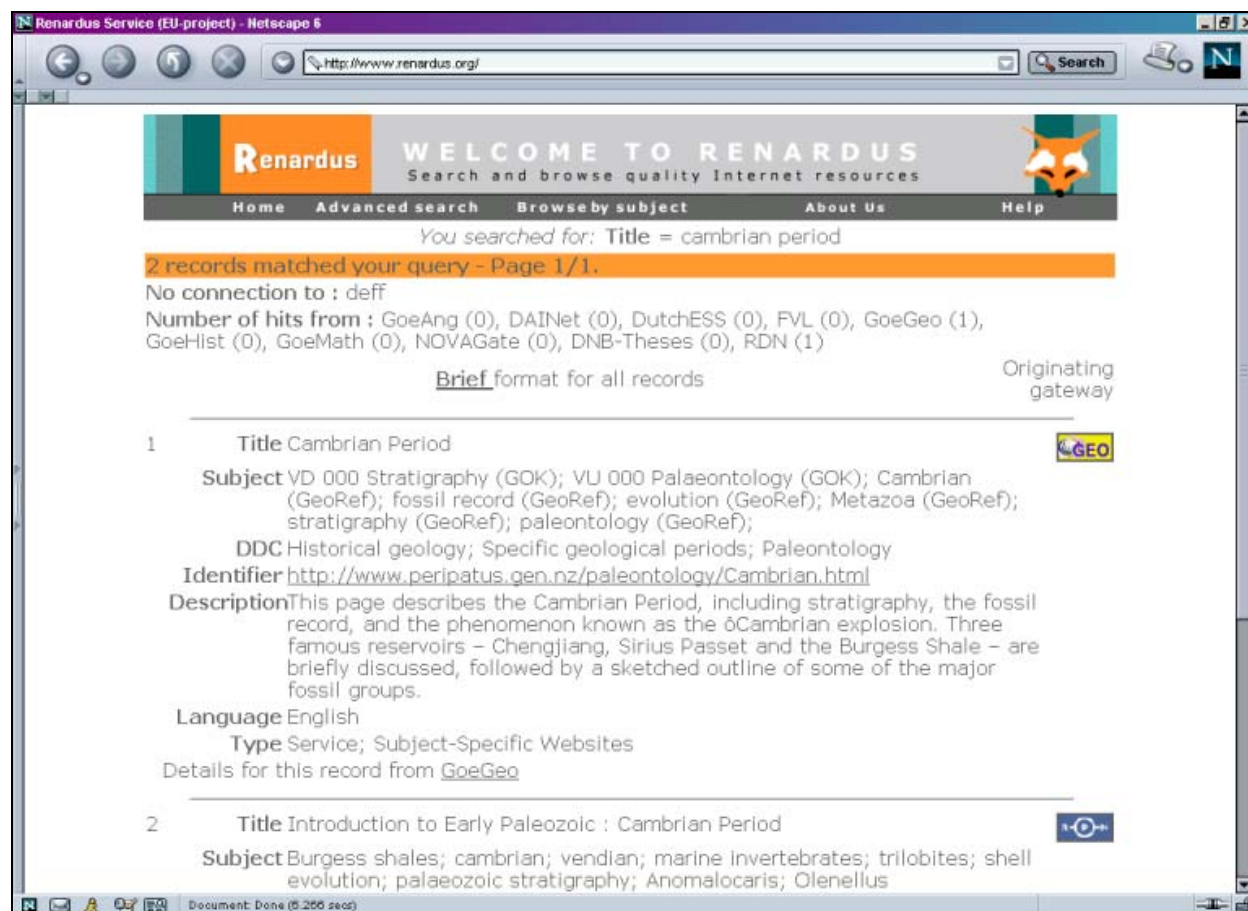 Renardus Service (EU-project) - Netscape 6
http://www.renardus.org/
Search
N
Renardus
WELCOME TO RENARDUS
Search and browse quality Internet resources
Home Advanced search Browse by subject About Us Help
You searched for: Title = cambrian period
2 records matched your query - Page 1/1.
No connection to : deff
Number of hits from : GoeAng (0), DAINet (0), DutchESS (0), FVL (0), GoeGeo (1),
GoeHist (0), GoeMath (0), NOVAGate (0), DNB-Theses (0), RDN (1)
Brief format for all records
Originating
gateway
1 Title Cambrian Period
GEO
Subject VD 000 Stratigraphy (GOK); VU 000 Palaeontology (GOK); Cambrian
(GeoRef); fossil record (GeoRef); evolution (GeoRef); Metazoa (GeoRef);
stratigraphy (GeoRef); paleontology (GeoRef);
DDC Historical geology; Specific geological periods; Paleontology
Identifier http://www.peripatus.gen.nz/paleontology/Cambrian.html
Description This page describes the Cambrian Period, including stratigraphy, the fossil
record, and the phenomenon known as the ôCambrian explosion. Three
famous reservoirs – Chengjiang, Sirius Passet and the Burgess Shale – are
briefly discussed, followed by a sketched outline of some of the major
fossil groups.
Language English
Type Service; Subject-Specific Websites
Details for this record from GoeGeo
2 Title Introduction to Early Paleozoic : Cambrian Period
Subject Burgess shales; cambrian; vendian; marine invertebrates; trilobites; shell
evolution; palaeozoic stratigraphy; Anomalocaris; Olenellus
Document: Done (6.266 secs)